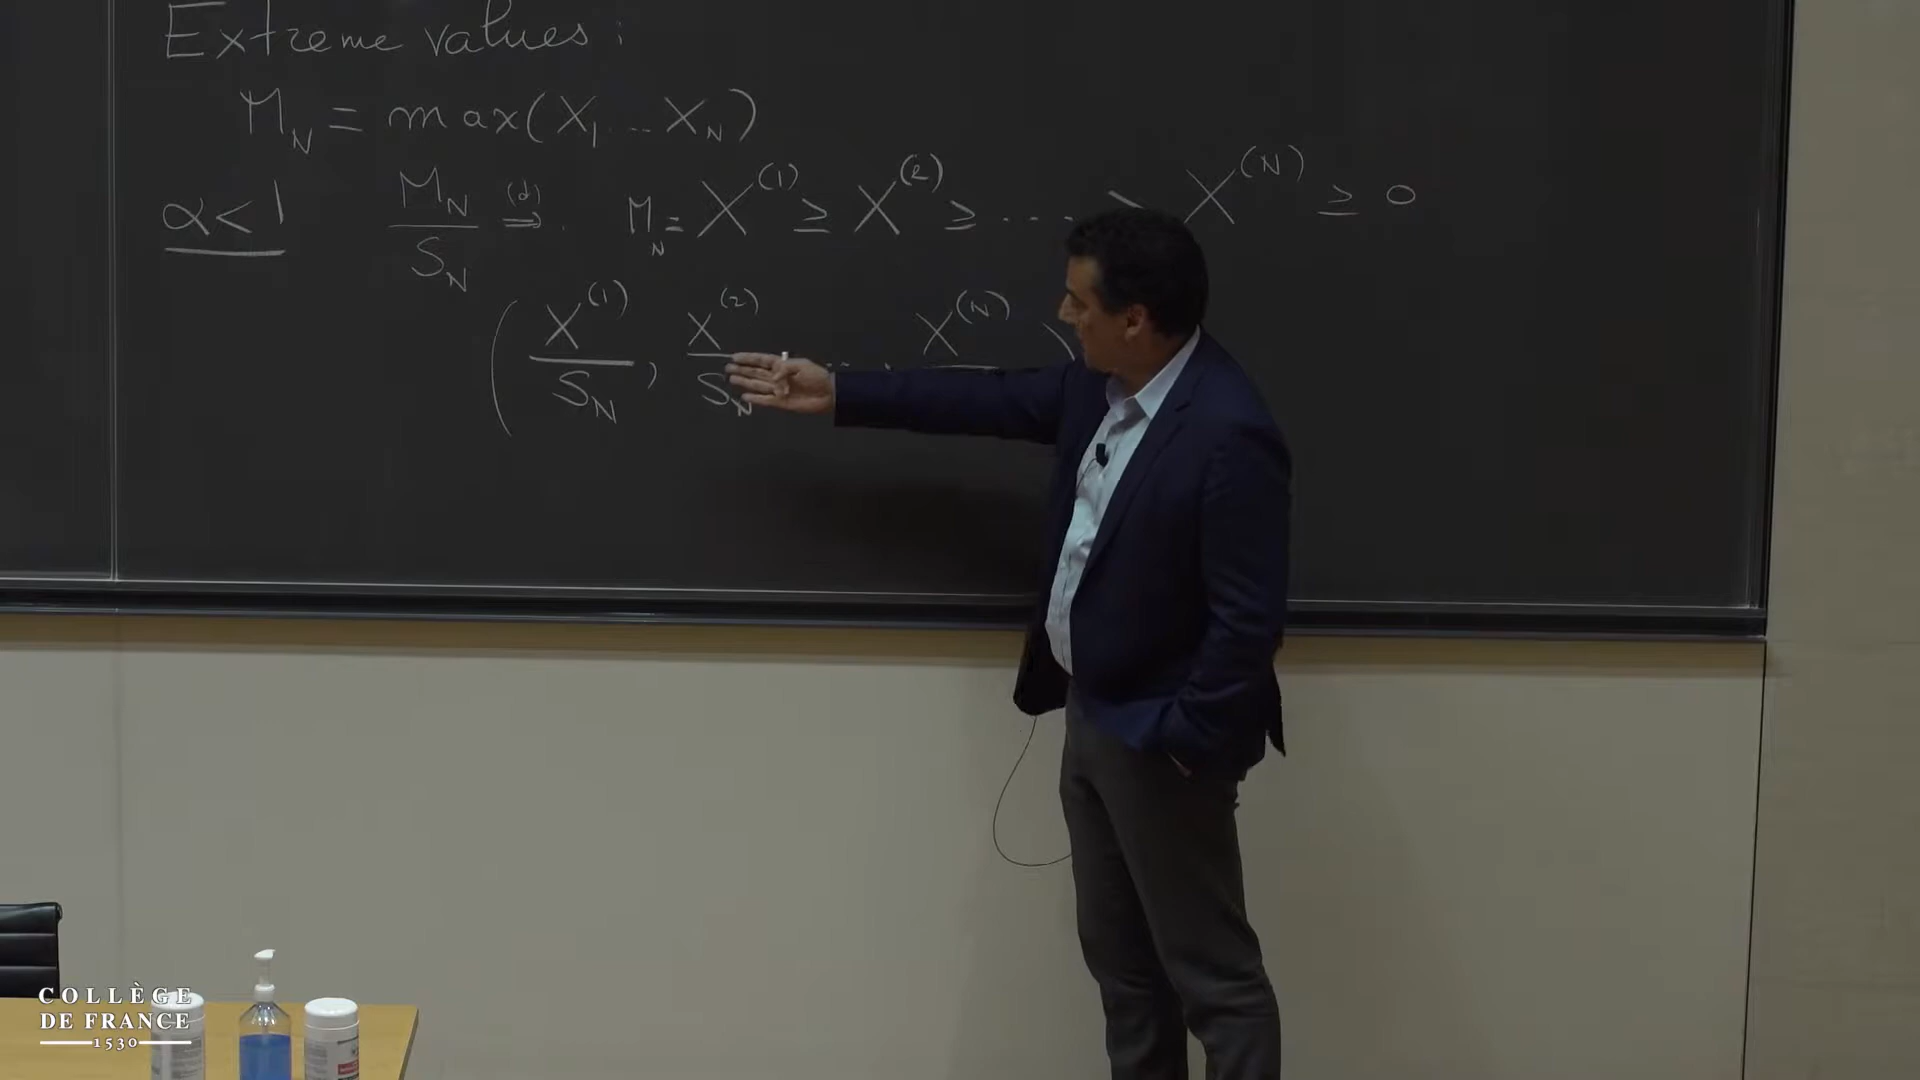 Extreme values :
M_N = max(X_1 ... X_N)
α < 1   M_N / S_N ⇒^(d) .   M_N = X^(1) ≥ X^(2) ≥ .... X^(N) ≥ 0
( X^(1) / S_N , X^(2) / S_N ... , X^(N) )
COLLÈGE
DE FRANCE
1530